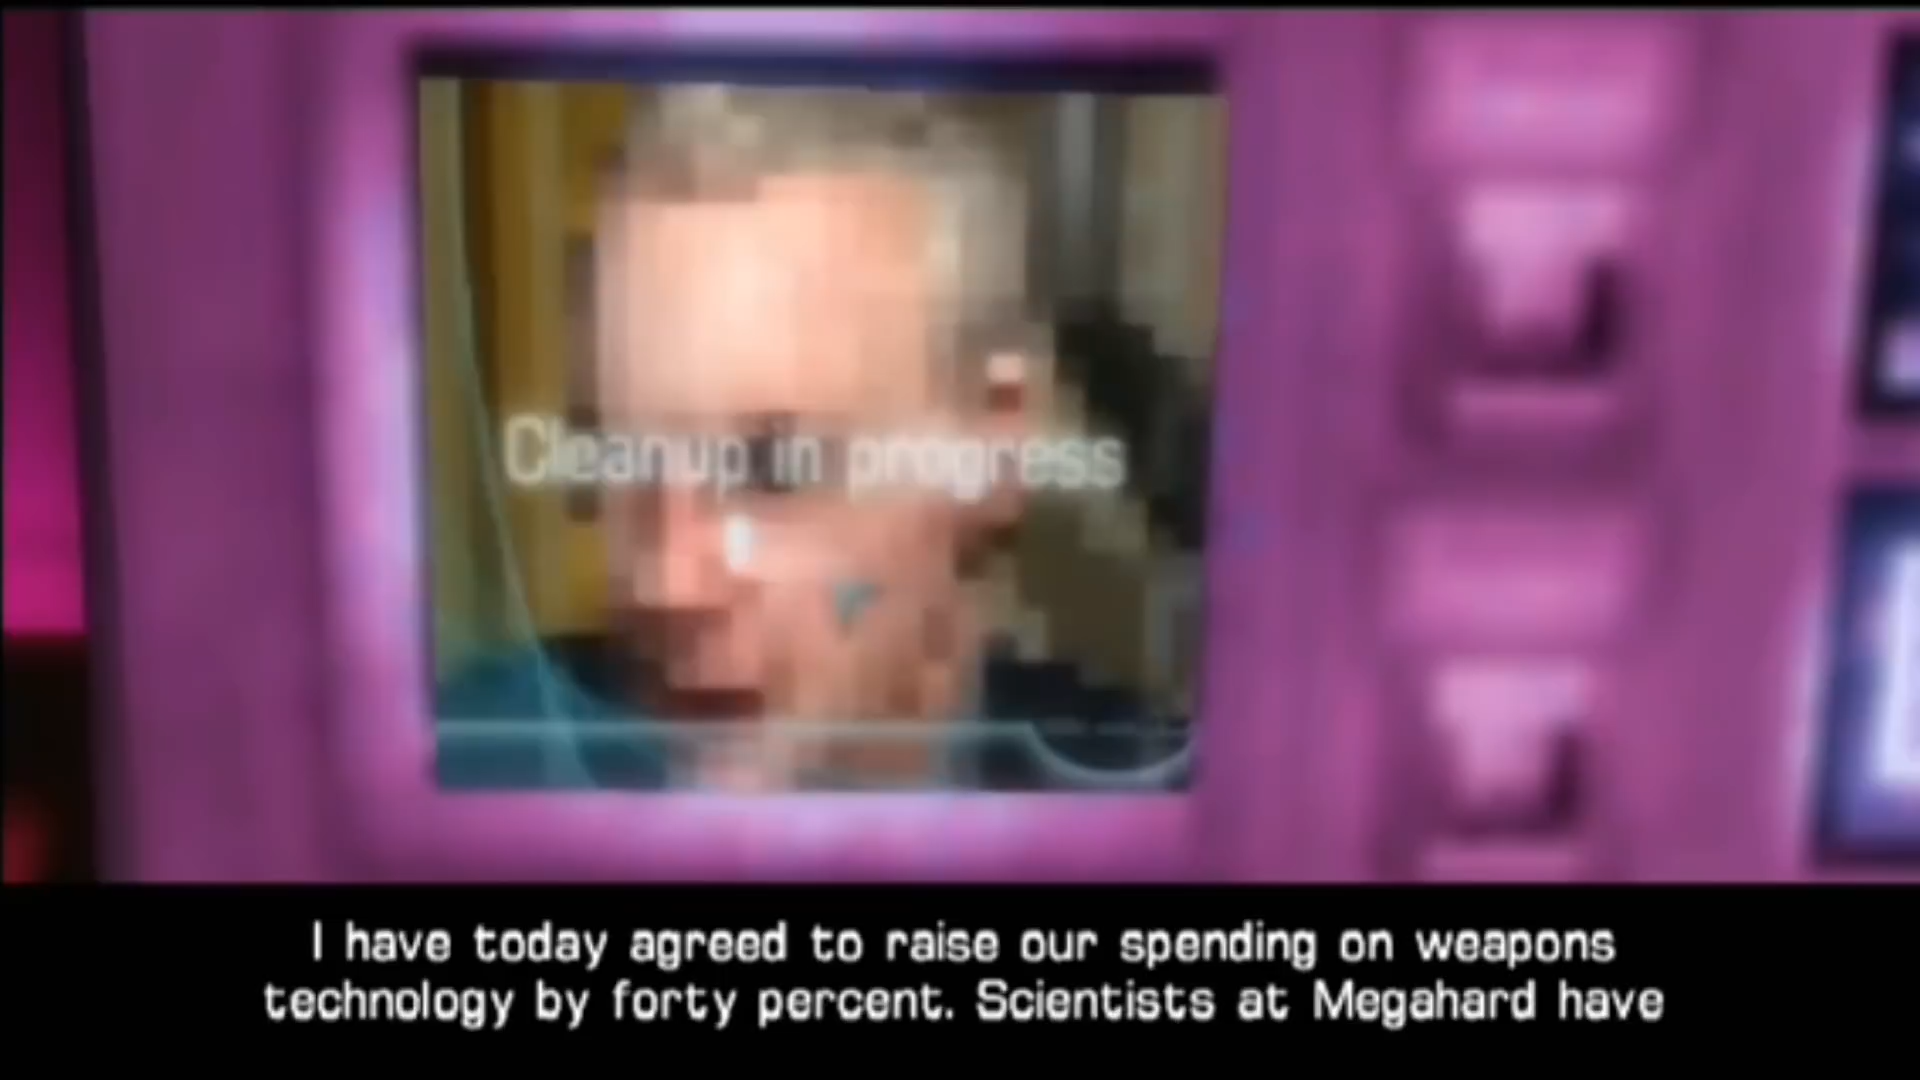 Cleanup in progress
I have today agreed to raise our spending on weapons
technology by forty percent. Scientists at Megahard have